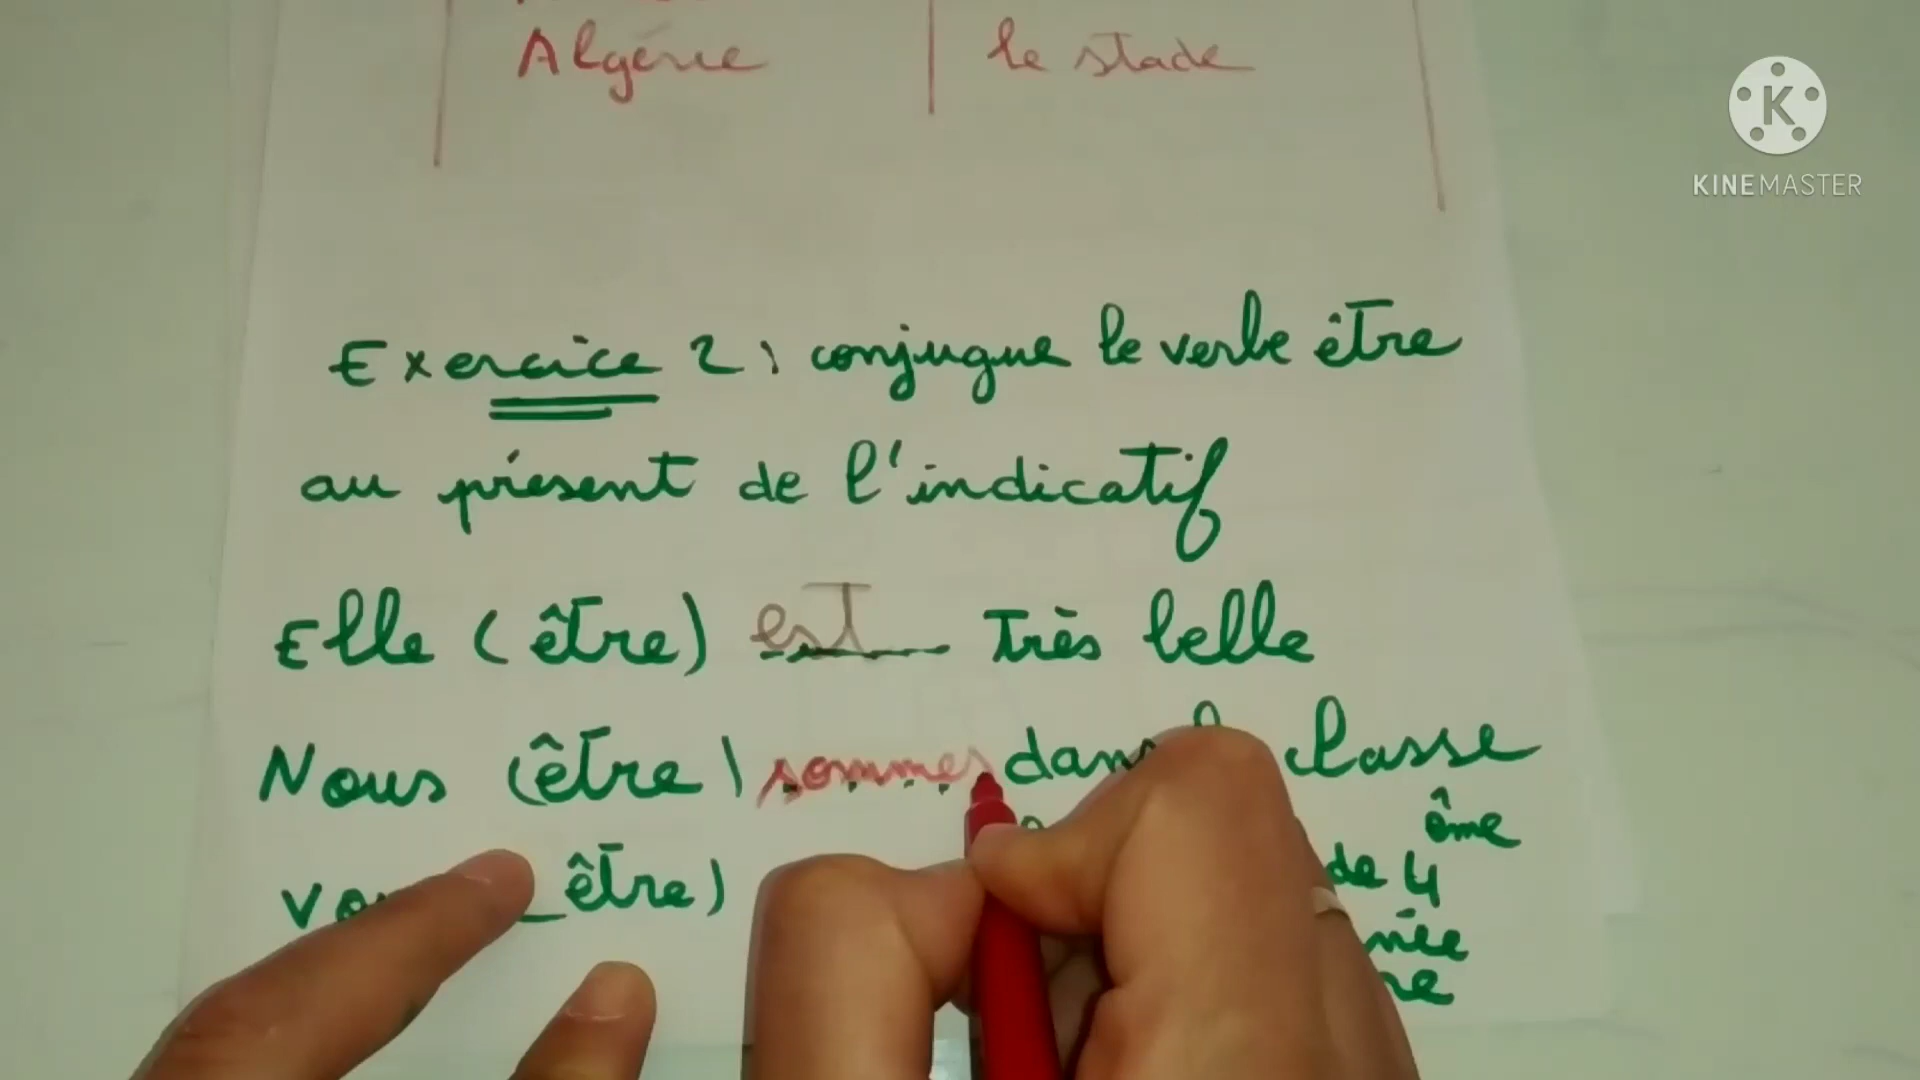 Algérie le stade
K
KINEMASTER
Exercice 2 : conjugue le verbe être
au présent de l'indicatif
Elle (être) est très belle
Nous (être) sommes dans classe
être) de 4 ème